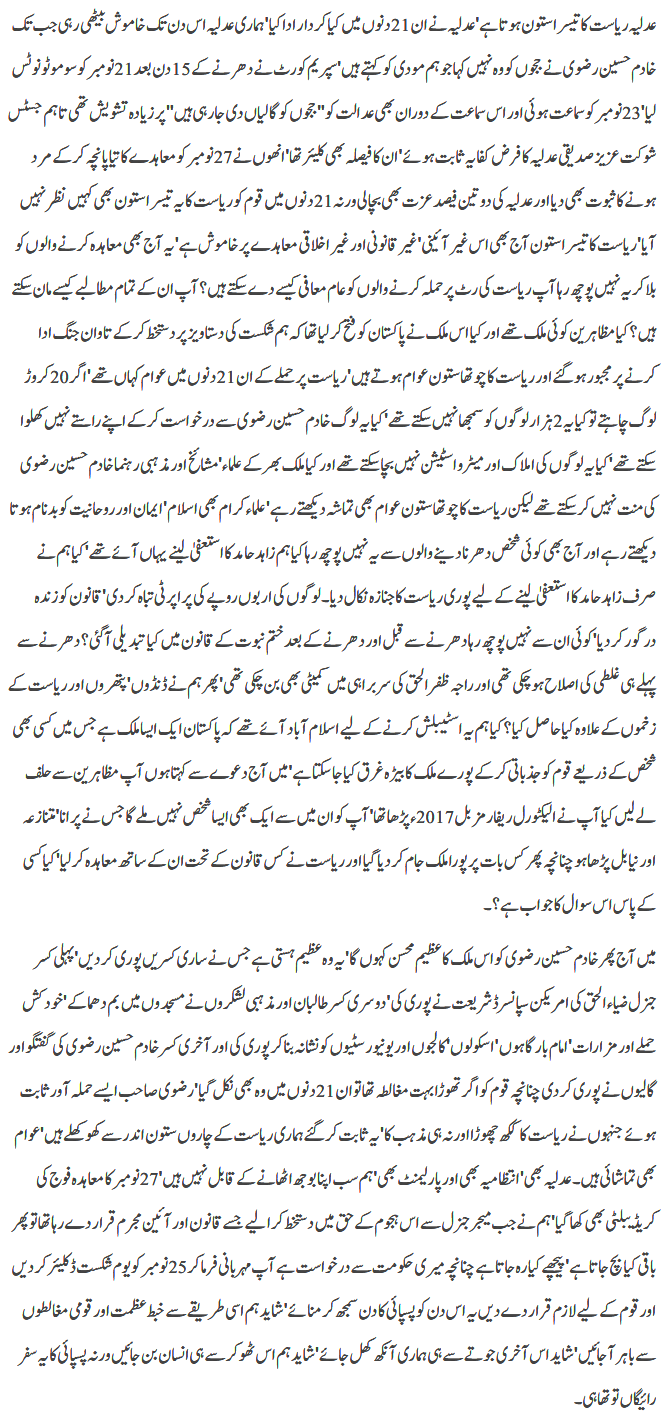 عدلیہ ریاست کا تیسرا ستون ہوتا ہے‘ عدلیہ نے ان 21 دنوں میں کیا کردار ادا کیا‘ ہماری عدلیہ اس دن تک خاموش بیٹھی رہی جب تک
خادم حسین رضوی نے ججوں کو وہ نہیں کہا جو ہم مودی کو کہتے ہیں‘ سپریم کورٹ نے دھرنے کے 15 دن بعد 21 نومبر کو سوموٹو نوٹس
لیا‘ 23 نومبر کو سماعت ہوئی اور اس سماعت کے دوران بھی عدالت کو ’’ججوں کو گالیاں دی جا رہی ہیں‘‘ پر زیادہ تشویش تھی تاہم جسٹس
شوکت عزیز صدیقی عدلیہ کا فرض کفایہ ثابت ہوئے‘ ان کا فیصلہ بھی کلیئر تھا‘ انھوں نے 27 نومبر کو معاہدے کا تیا پانچہ کر کے مرد
ہونے کا ثبوت بھی دیا اور عدلیہ کی دو تین فیصد عزت بھی بچا لی ورنہ 21 دنوں میں قوم کو ریاست کا یہ تیسرا ستون بھی کہیں نظر نہیں
آیا‘ ریاست کا تیسرا ستون آج بھی اس غیر آئینی‘ غیر قانونی اور غیر اخلاقی معاہدے پر خاموش ہے‘ یہ آج بھی معاہدہ کرنے والوں کو
بلا کر یہ نہیں پوچھ رہا آپ ریاست کی رٹ پر حملہ کرنے والوں کو عام معافی کیسے دے سکتے ہیں؟ آپ ان کے تمام مطالبے کیسے مان سکتے
ہیں؟ کیا مظاہرین کوئی ملک تھے اور کیا اس ملک نے پاکستان کو فتح کر لیا تھا کہ ہم شکست کی دستاویز پر دستخط کر کے تاوان جنگ ادا
کرنے پر مجبور ہو گئے اور ریاست کا چوتھا ستون عوام ہوتے ہیں‘ ریاست پر حملے کے ان 21 دنوں میں عوام کہاں تھے‘ اگر 20 کروڑ
لوگ چاہتے تو کیا یہ 2 ہزار لوگوں کو سمجھا نہیں سکتے تھے‘ کیا یہ لوگ خادم حسین رضوی سے درخواست کر کے اپنے راستے نہیں کھلوا
سکتے تھے‘ کیا یہ لوگوں کی املاک اور میٹرو اسٹیشن نہیں بچا سکتے تھے اور کیا ملک بھر کے علماء‘ مشائخ اور مذہبی رہنما خادم حسین رضوی
کی منت نہیں کر سکتے تھے لیکن ریاست کا چوتھا ستون عوام بھی تماشہ دیکھتے رہے‘ علماء کرام بھی اسلام‘ ایمان اور روحانیت کو بدنام ہوتا
دیکھتے رہے اور آج بھی کوئی شخص دھرنا دینے والوں سے یہ نہیں پوچھ رہا کیا ہم زاہد حامد کا استعفیٰ لینے یہاں آئے تھے‘ کیا ہم نے
صرف زاہد حامد کا استعفیٰ لینے کے لیے پوری ریاست کا جنازہ نکال دیا۔ لوگوں کی اربوں روپے کی پراپرٹی تباہ کر دی‘ قانون کو زندہ
درگور کر دیا‘ کوئی ان سے نہیں پوچھ رہا دھرنے سے قبل اور دھرنے کے بعد ختم نبوت کے قانون میں کیا تبدیلی آ گئی؟ دھرنے سے
پہلے ہی غلطی کی اصلاح ہو چکی تھی اور راجہ ظفر الحق کی سربراہی میں کمیٹی بھی بن چکی تھی‘ پھر ہم نے ڈنڈوں‘ پتھروں اور ریاست کے
زخموں کے علاوہ کیا حاصل کیا؟ کیا ہم یہ اسٹیبلش کرنے کے لیے اسلام آباد آئے تھے کہ پاکستان ایک ایسا ملک ہے جس میں کسی بھی
شخص کے ذریعے قوم کو جذباتی کر کے پورے ملک کا بیڑہ غرق کیا جا سکتا ہے‘ میں آج دعوے سے کہتا ہوں آپ مظاہرین سے حلف
لے لیں کیا آپ نے الیکٹورل ریفارمز بل 2017ء پڑھا تھا‘ آپ کو ان میں سے ایک بھی ایسا شخص نہیں ملے گا جس نے پرانا‘ متنازعہ
اور نیا بل پڑھا ہو چنانچہ پھر کس بات پر پورا ملک جام کر دیا گیا اور ریاست نے کس قانون کے تحت ان کے ساتھ معاہدہ کر لیا‘ کیا کسی
کے پاس اس سوال کا جواب ہے؟۔
میں آج پھر خادم حسین رضوی کو اس ملک کا عظیم محسن کہوں گا‘ یہ وہ عظیم ہستی ہے جس نے ساری کسریں پوری کر دیں‘ پہلی کسر
جنرل ضیاء الحق کی امریکن سپانسرڈ شریعت نے پوری کی‘ دوسری کسر طالبان اور مذہبی لشکروں نے مسجدوں میں بم دھماکے‘ خودکش
حملے اور مزارات‘ امام بارگاہوں‘ اسکولوں‘ کالجوں اور یونیورسٹیوں کو نشانہ بنا کر پوری کی اور آخری کسر خادم حسین رضوی کی گفتگو اور
گالیوں نے پوری کر دی چنانچہ قوم کو اگر تھوڑا بہت مغالطہ تھا تو ان 21 دنوں میں وہ بھی نکل گیا‘ رضوی صاحب ایسے حملہ آور ثابت
ہوئے جنہوں نے ریاست کا ککھ چھوڑا اور نہ ہی مذہب کا‘ یہ ثابت کر گئے ہماری ریاست کے چاروں ستون اندر سے کھوکھلے ہیں‘ عوام
بھی تماشائی ہیں۔ عدلیہ بھی‘ انتظامیہ بھی اور پارلیمنٹ بھی‘ ہم سب اپنا بوجھ اٹھانے کے قابل نہیں ہیں‘ 27 نومبر کا معاہدہ فوج کی
کریڈیبلٹی بھی کھا گیا‘ ہم نے جب میجر جنرل سے اس ہجوم کے حق میں دستخط کرا لیے جسے قانون اور آئین مجرم قرار دے رہا تھا تو پھر
باقی کیا بچ جاتا ہے‘ پیچھے کیا رہ جاتا ہے چنانچہ میری حکومت سے درخواست ہے آپ مہربانی فرما کر 25 نومبر کو یوم شکست ڈکلیئر کر دیں
اور قوم کے لیے لازم قرار دے دیں یہ اس دن کو پسپائی کا دن سمجھ کر منائے‘ شاید ہم اسی طریقے سے خبط عظمت اور قومی مغالطوں
سے باہر آ جائیں‘ شاید اس آخری جوتے سے ہی ہماری آنکھ کھل جائے‘ شاید ہم اس ٹھوکر سے ہی انسان بن جائیں ورنہ پسپائی کا یہ سفر
رائیگاں تو تھا ہی۔